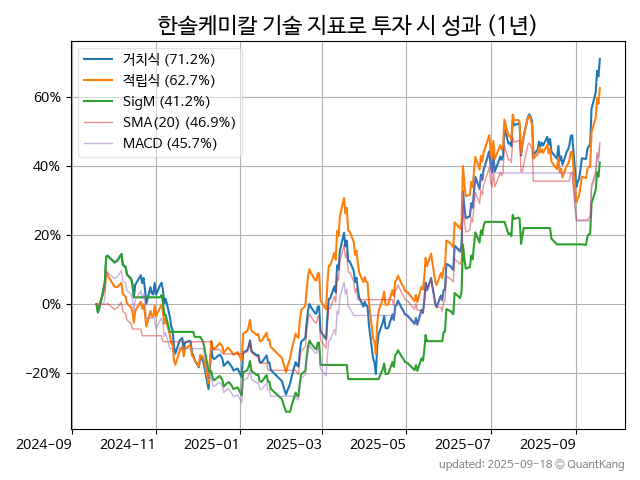 한솔케미칼 기술 지표로 투자 시 성과 (1년)
거치식 (71.2%)
적립식 (62.7%)
SigM (41.2%)
SMA(20) (46.9%)
MACD (45.7%)
60%
40%
20%
0%
−20%
2024-09 2024-11 2025-01 2025-03 2025-05 2025-07 2025-09
updated: 2025-09-18 ⓒ QuantKang